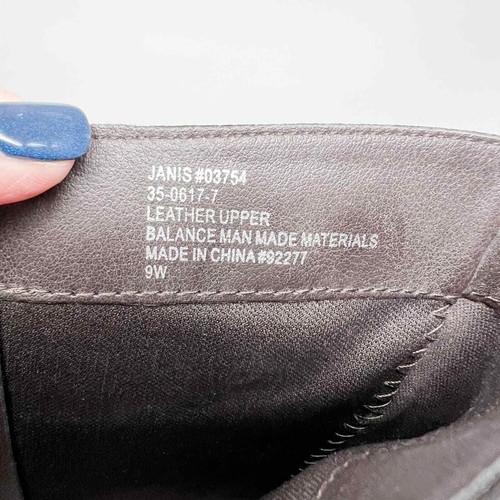 JANIS #03754
35-0617-7
LEATHER UPPER
BALANCE MAN MADE MATERIALS
MADE IN CHINA #92277
9W